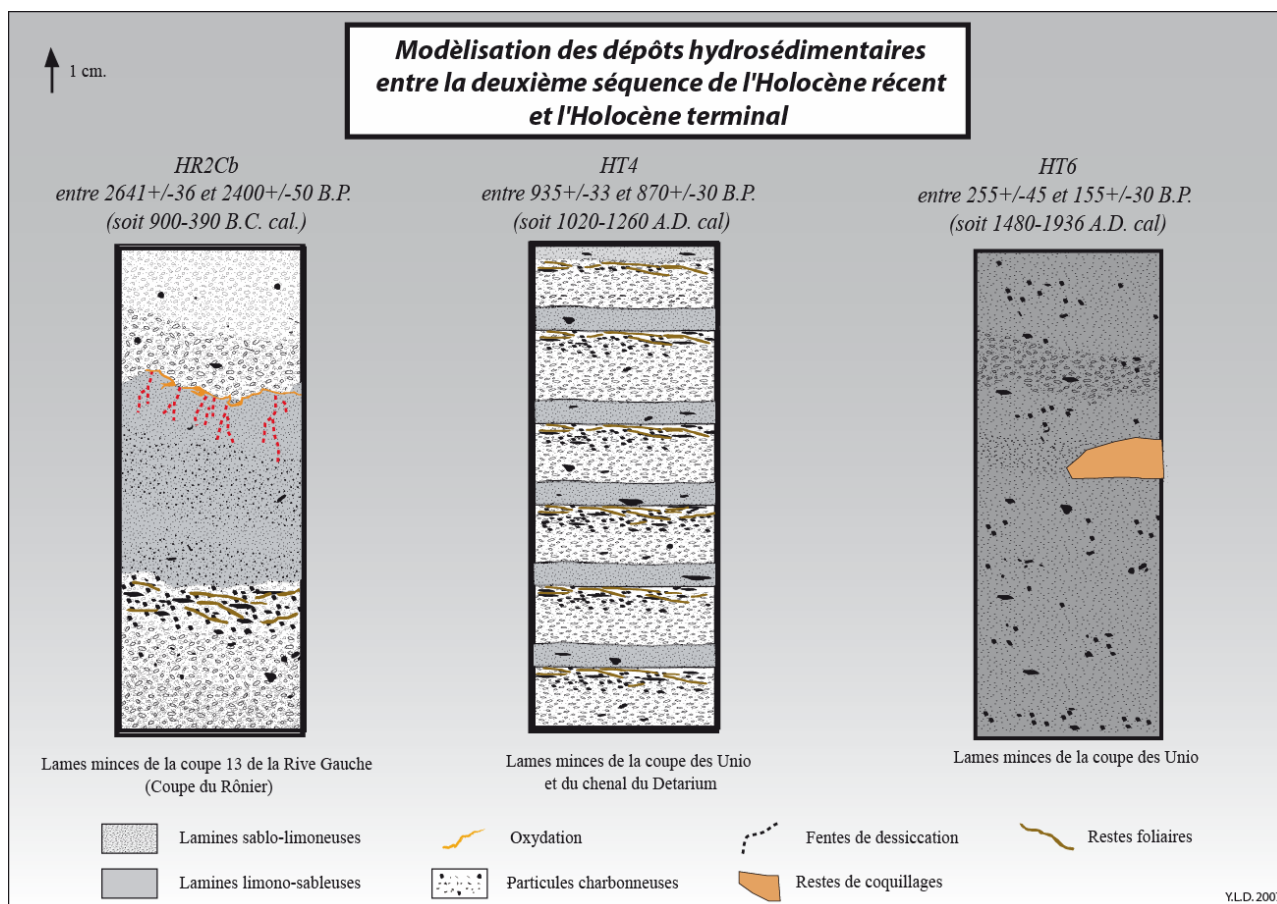 1 cm.
Modèlisation des dépôts hydrosédimentaires
entre la deuxième séquence de l'Holocène récent
et l'Holocène terminal
HR2Cb
entre 2641+/-36 et 2400+/-50 B.P.
(soit 900-390 B.C. cal.)
HT4
entre 935+/-33 et 870+/-30 B.P.
(soit 1020-1260 A.D. cal)
HT6
entre 255+/-45 et 155+/-30 B.P.
(soit 1480-1936 A.D. cal)
Lames minces de la coupe 13 de la Rive Gauche
(Coupe du Rônier)
Lames minces de la coupe des Unio
et du chenal du Detarium
Lames minces de la coupe des Unio
Lamines sablo-limoneuses
Oxydation
Fentes de dessiccation
Restes foliaires
Lamines limono-sableuses
Particules charbonneuses
Restes de coquillages
Y.L.D.